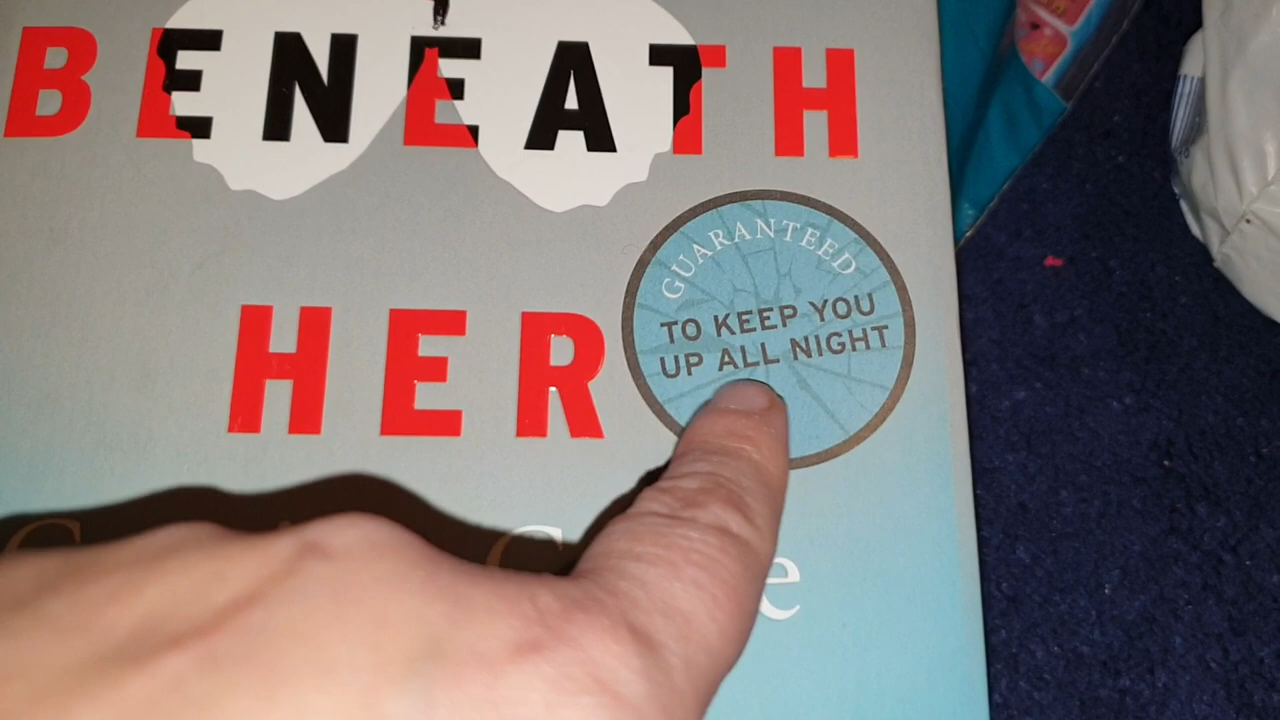 BENEATH
HER
GUARANTEED
TO KEEP YOU
UP ALL NIGHT